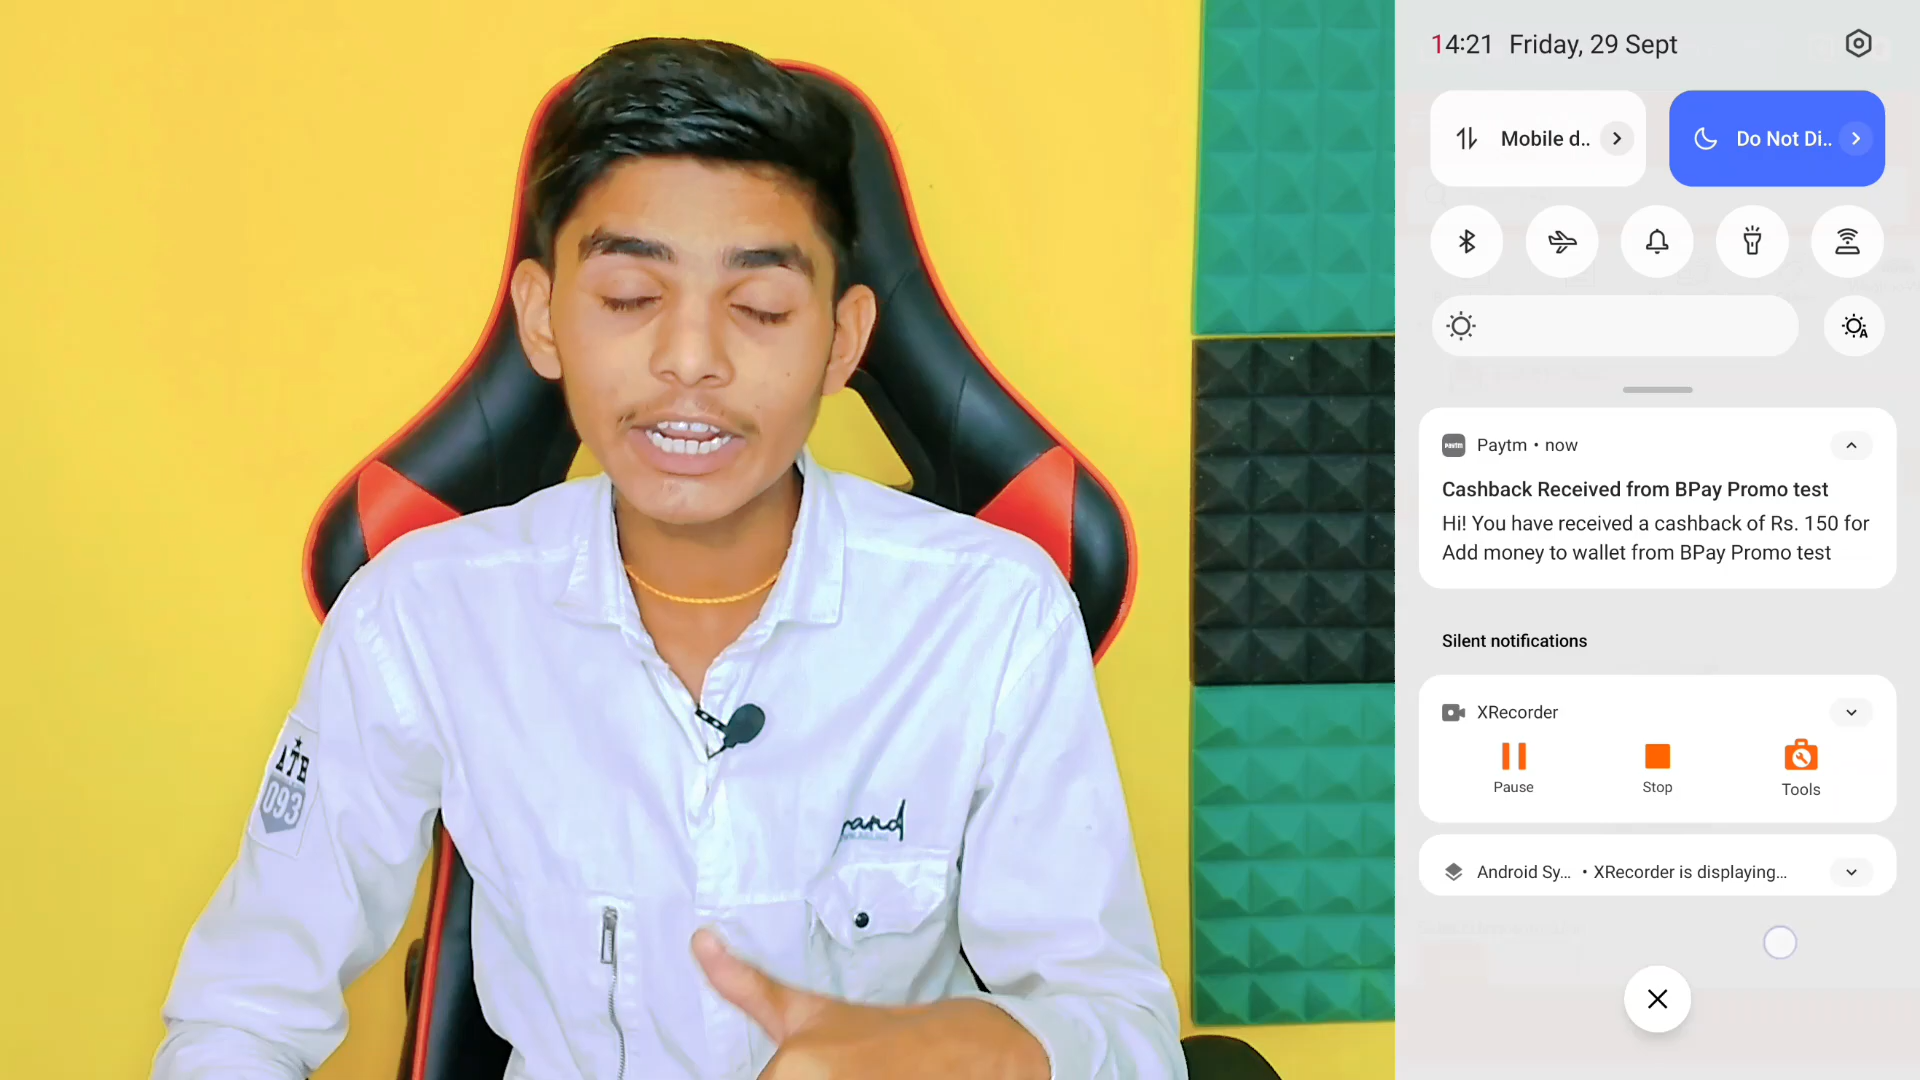 14:21 Friday, 29 Sept
Mobile d..
Do Not Di..
A
Paytm • now
Cashback Received from BPay Promo test
Hi! You have received a cashback of Rs. 150 for
Add money to wallet from BPay Promo test
Silent notifications
XRecorder
Pause
Stop
Tools
Android Sy... • XRecorder is displaying...
ATB
093